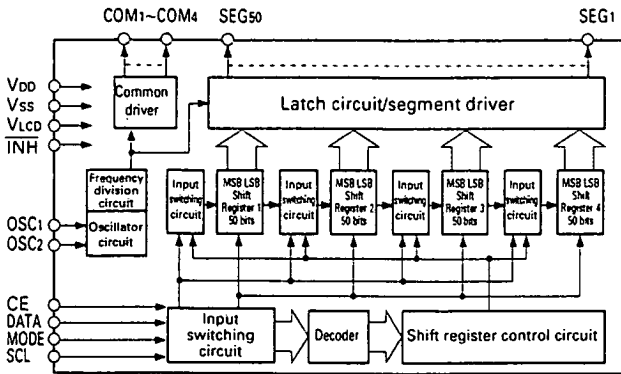 COM1~COM4
SEG50
SEG1
VDD
VSS
VLCD
INH
Common
driver
Latch circuit/segment driver
Frequency
division
circuit
Oscillator
circuit
OSC1
OSC2
Input
switching
circuit
MSB LSB
Shift
Register 1
50 bits
Input
switching
circuit
MSB LSB
Shift
Register 2
50 bits
Input
switching
circuit
MSB LSB
Shift
Register 3
50 bits
Input
switching
circuit
MSB LSB
Shift
Register 4
50 bits
CE
DATA
MODE
SCL
Input
switching
circuit
Decoder
Shift register control circuit